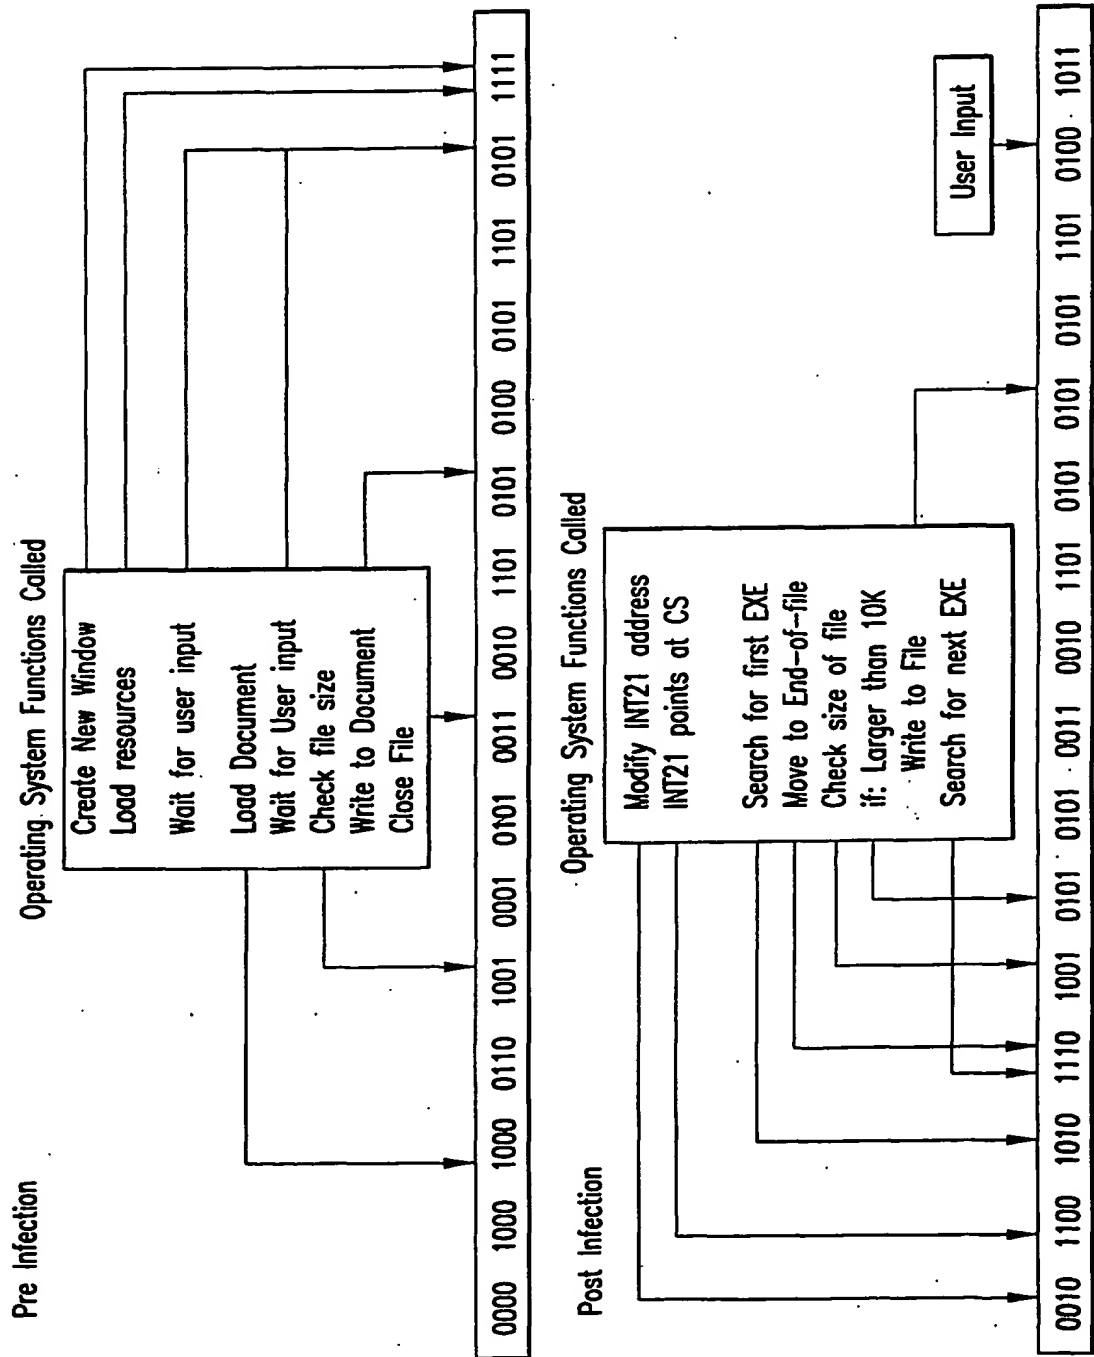 Pre Infection
Operating System Functions Called
Create New Window
Load resources
Wait for user input
Load Document
Wait for User input
Check file size
Write to Document
Close File
0000 1000 1000 0110 1001 0001 0101 0011 0010 1101 0101 0100 0101 1101 0101 1111
Post Infection
Operating System Functions Called
Modify INT21 address
INT21 points at CS
Search for first EXE
Move to End-of-file
Check size of file
if: Larger than 10K
Write to File
Search for next EXE
User Input
0010 1100 1010 1110 1001 0101 0101 0011 0010 1101 0101 0101 0101 1101 0100 1011